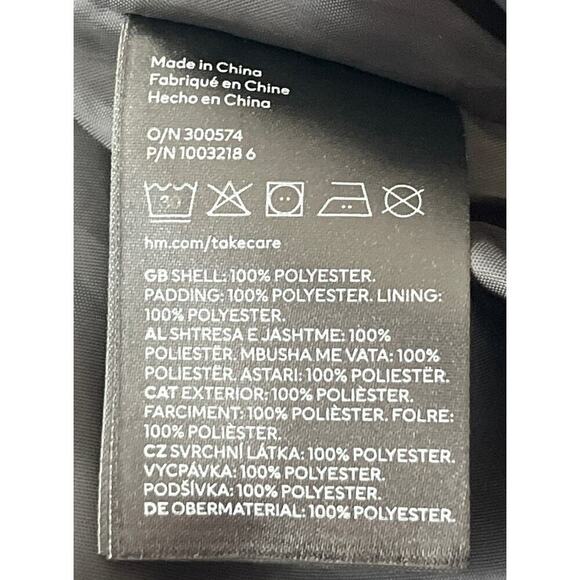 Made in China
Fabriqué en Chine
Hecho en China
O/N 300574
P/N 1003218 6
30
hm.com/takecare
GB SHELL: 100% POLYESTER.
PADDING: 100% POLYESTER. LINING:
100% POLYESTER.
AL SHTRESA E JASHTME: 100%
POLIESTËR. MBUSHA ME VATA: 100%
POLIESTËR. ASTARI: 100% POLIESTËR.
CAT EXTERIOR: 100% POLIÈSTER.
FARCIMENT: 100% POLIÈSTER. FOLRE:
100% POLIÈSTER.
CZ SVRCHNÍ LÁTKA: 100% POLYESTER.
VYCPÁVKA: 100% POLYESTER.
PODŠÍVKA: 100% POLYESTER.
DE OBERMATERIAL: 100% POLYESTER.